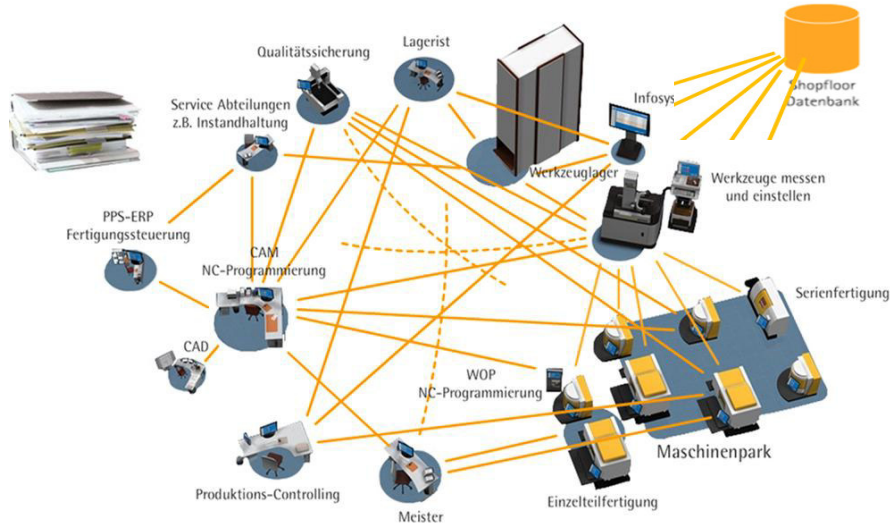 Qualitätssicherung
Lagerist
Shopfloor
Datenbank
Service Abteilungen
z.B. Instandhaltung
Infosys
Werkzeuglager
Werkzeuge messen
und einstellen
PPS-ERP
Fertigungssteuerung
CAM
NC-Programmierung
Serienfertigung
CAD
WOP
NC-Programmierung
Maschinenpark
Produktions-Controlling
Einzelteilfertigung
Meister